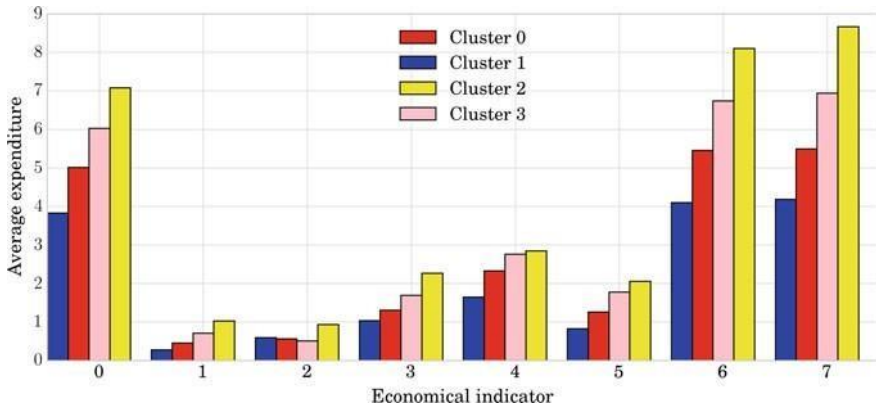 9
8
7
6
5
4
3
2
1
0
Average expenditure
Cluster 0
Cluster 1
Cluster 2
Cluster 3
0 1 2 3 4 5 6 7
Economical indicator